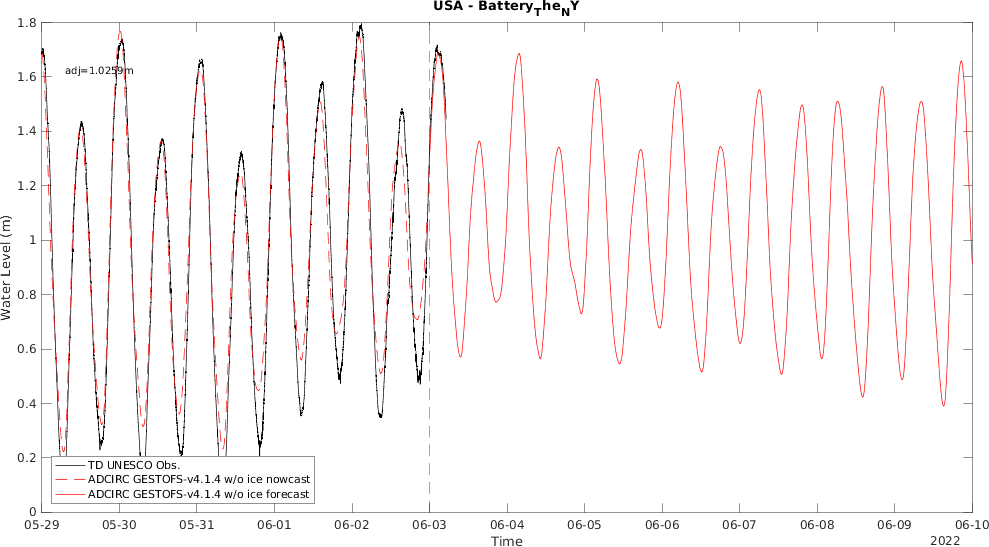 USA - Battery_The_NY
1.8
1.6
1.4
1.2
1
0.8
0.6
0.4
0.2
0
Water Level (m)
adj=1.0259m
TD UNESCO Obs.
ADCIRC GESTOFS-v4.1.4 w/o ice nowcast
ADCIRC GESTOFS-v4.1.4 w/o ice forecast
05-29 05-30 05-31 06-01 06-02 06-03 06-04 06-05 06-06 06-07 06-08 06-09 06-10
Time
2022